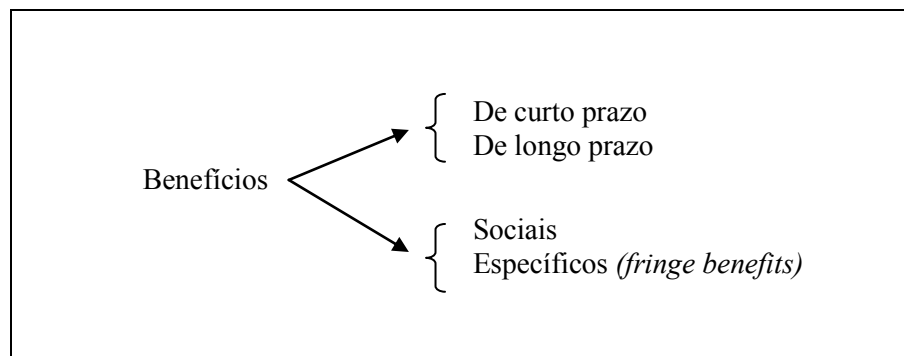 De curto prazo
De longo prazo
Benefícios
Sociais
Específicos (fringe benefits)